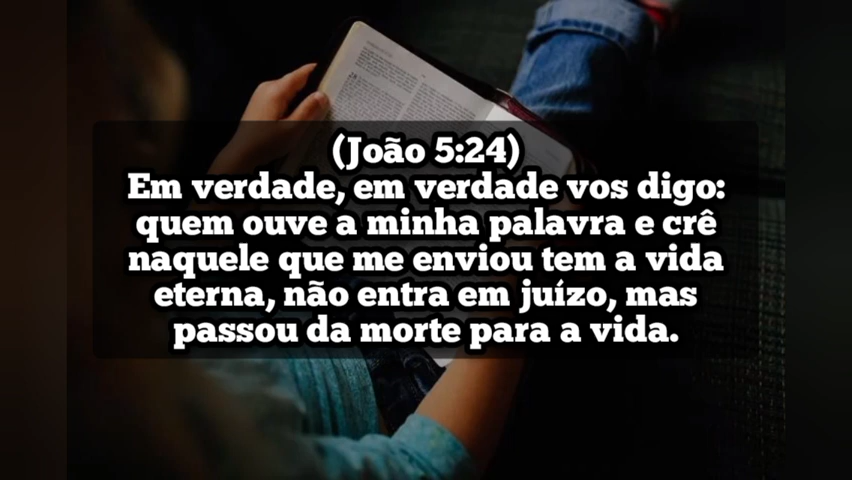 (João 5:24)
Em verdade, em verdade vos digo:
quem ouve a minha palavra e crê
naquele que me enviou tem a vida
eterna, não entra em juízo, mas
passou da morte para a vida.